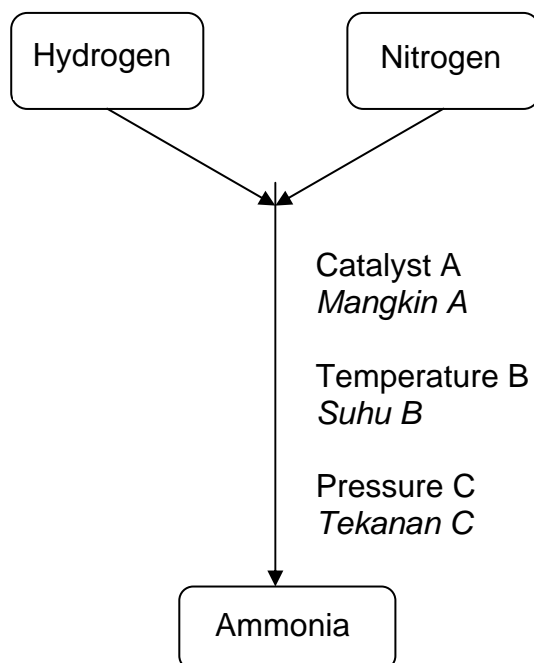 Hydrogen
Nitrogen
Catalyst A
Mangkin A
Temperature B
Suhu B
Pressure C
Tekanan C
Ammonia